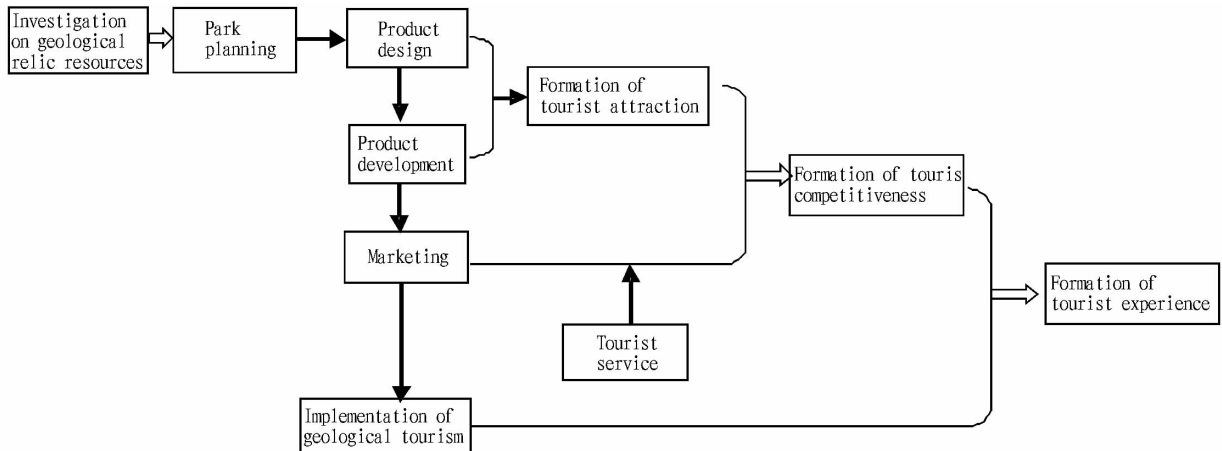 Investigation
on geological
relic resources
Park
planning
Product
design
Formation of
tourist attraction
Product
development
Formation of touris
competitiveness
Marketing
Formation of
tourist experience
Tourist
service
Implementation of
geological tourism